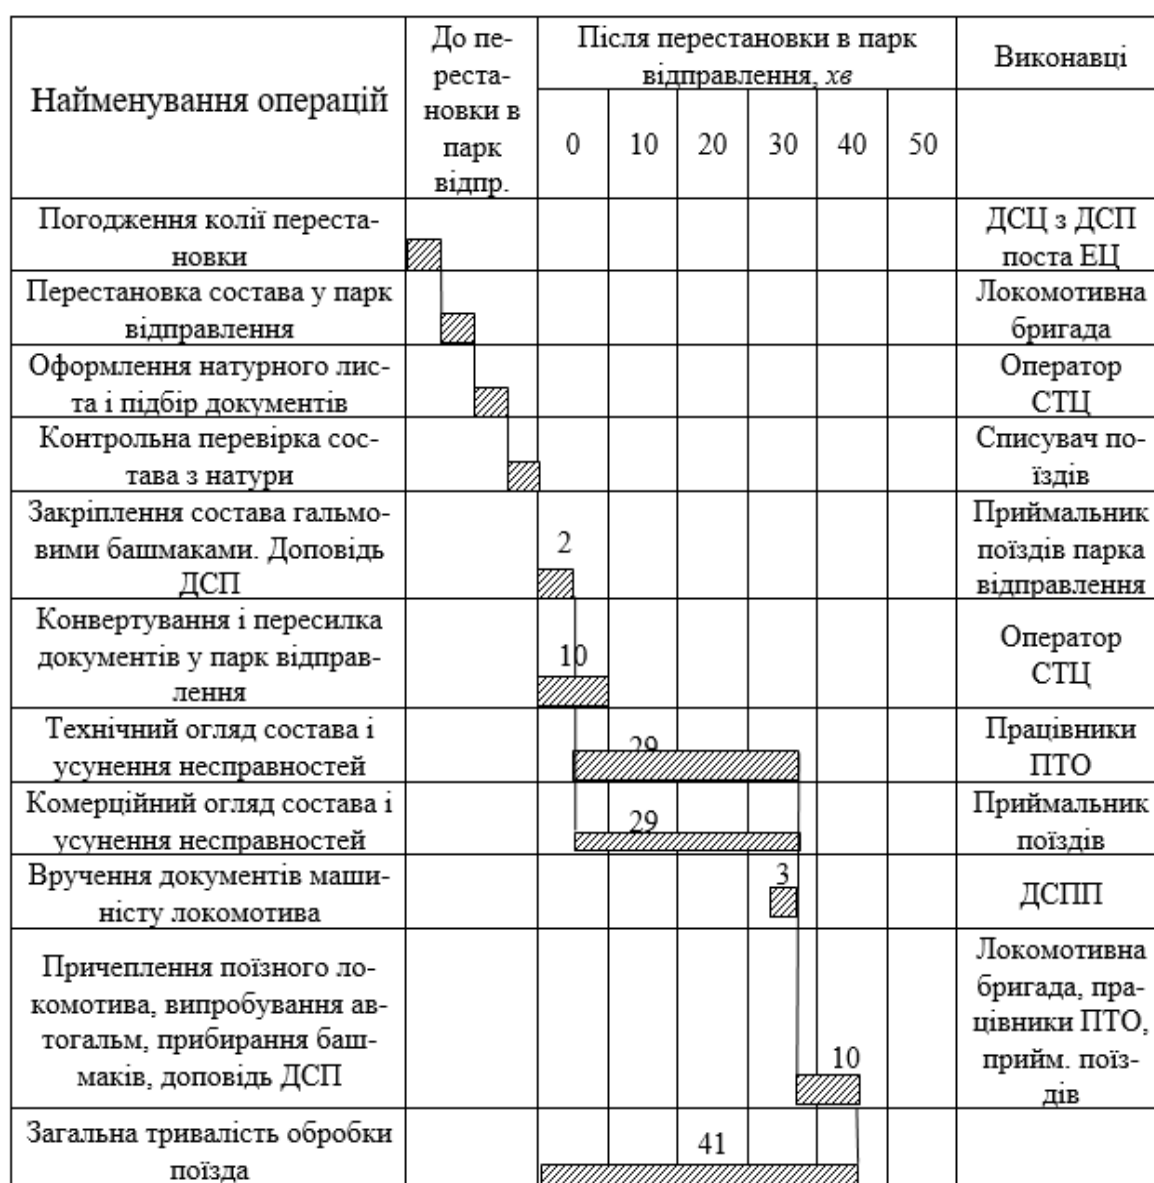 Найменування операцій
До пе-
реста-
новки в
парк
відпр.
Після перестановки в парк
відправлення, хв
Виконавці
0 10 20 30 40 50
Погодження колії переста-
новки
ДСЦ з ДСП
поста ЕЦ
Перестановка состава у парк
відправлення
Локомотивна
бригада
Оформлення натурного лис-
та і підбір документів
Оператор
СТЦ
Контрольна перевірка сос-
тава з натури
Списувач по-
їздів
Закріплення состава гальмо-
вими башмаками. Доповідь
ДСП
2
Приймальник
поїздів парка
відправлення
Конвертування і пересилка
документів у парк відправ-
лення
10
Оператор
СТЦ
Технічний огляд состава і
усунення несправностей
29
Працівники
ПТО
Комерційний огляд состава і
усунення несправностей
29
Приймальник
поїздів
Вручення документів маши-
ністу локомотива
3
ДСПП
Причеплення поїзного ло-
комотива, випробування ав-
тогальм, прибирання баш-
маків, доповідь ДСП
10
Локомотивна
бригада, пра-
цівники ПТО,
прийм. поїз-
дів
Загальна тривалість обробки
поїзда
41